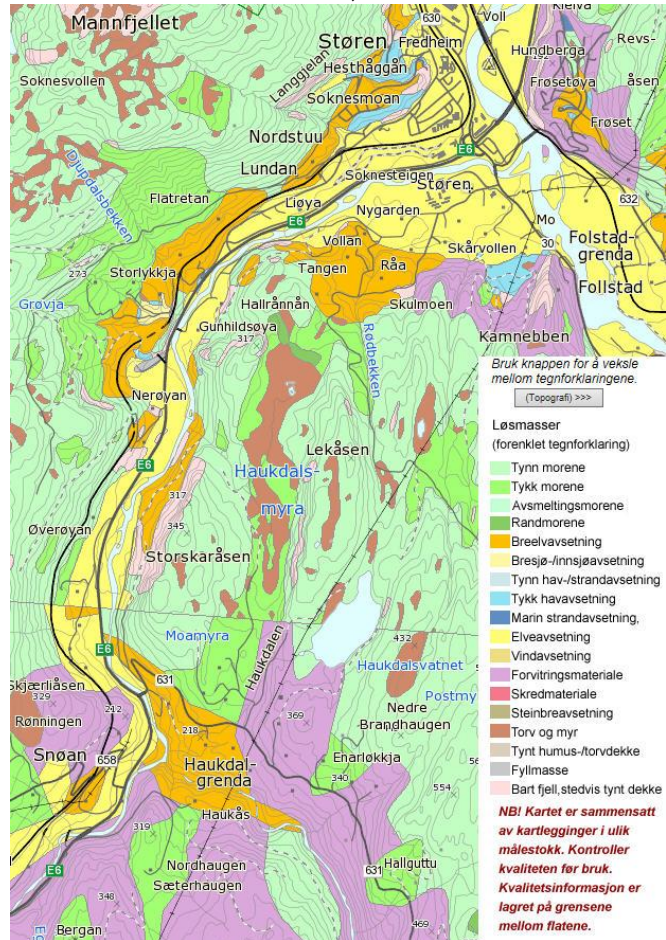 Mannfjellet
630
Voll
Støren
Fredheim
Hundberga
Revs-
åsen
Soknesvollen
Langgjelan
Hesthåggån
Frøsetøya
Soknesmoan
Frøset
Nordstuu
E6
Lundan
Djupdalsbekken
Soknesteigen
Støren
632
Flatretan
Liøya
E6
Nygarden
Mo
Vollan
Skårvollen
30
Folstad-
grenda
273
Storlykkja
Tangen
Råa
Follstad
Grøvja
Hallrånnån
Skulmoen
Gunhildsøya
317
Rødbekken
Kamnebben
Bruk knappen for å veksle
mellom tegnforklaringene.
(Topografi) >>>
Nerøyan
Løsmasser
(forenklet tegnforklaring)
Tynn morene
Tykk morene
Avsmeltingsmorene
Randmorene
Breelvavsetning
Bresjø-/innsjøavsetning
Tynn hav-/strandavsetning
Tykk havavsetning
Marin strandavsetning,
Elveavsetning
Vindavsetning
Forvitringsmateriale
Skredmateriale
Steinbreavsetning
Torv og myr
Tynt humus-/torvdekke
Fyllmasse
Bart fjell,stedvis tynt dekke
NB! Kartet er sammensatt
av kartlegginger i ulik
målestokk. Kontroller
kvaliteten før bruk.
Kvalitetsinformasjon er
lagret på grensene
mellom flatene.
Lekåsen
E6
Haukdals-
myra
317
345
Øverøyan
Storskaråsen
Moamyra
Haukdalen
432
E6
631
Haukdalsvatnet
Skjærliåsen
329
Postmy
Rønningen
212
369
Nedre
Brandhaugen
218
Snøan
658
Haukdal-
grenda
Enarløkkja
340
554
Haukås
319
Nordhaugen
631
Hallguttu
E6
Sæterhaugen
348
Bergan
469